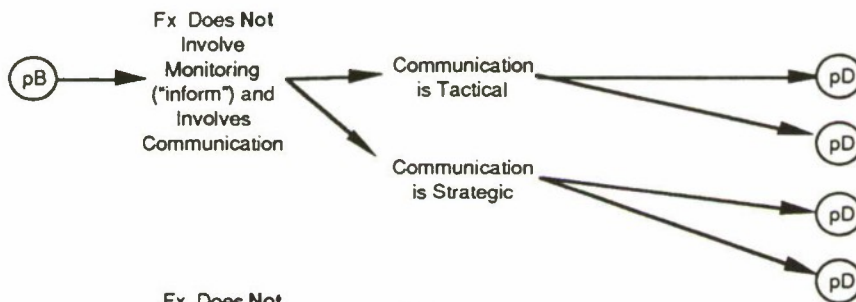 Fx Does Not
Involve
Monitoring
("inform") and
Involves
Communication
pB
Communication
is Tactical
Communication
is Strategic
pD
pD
pD
pD
Fx Does Not